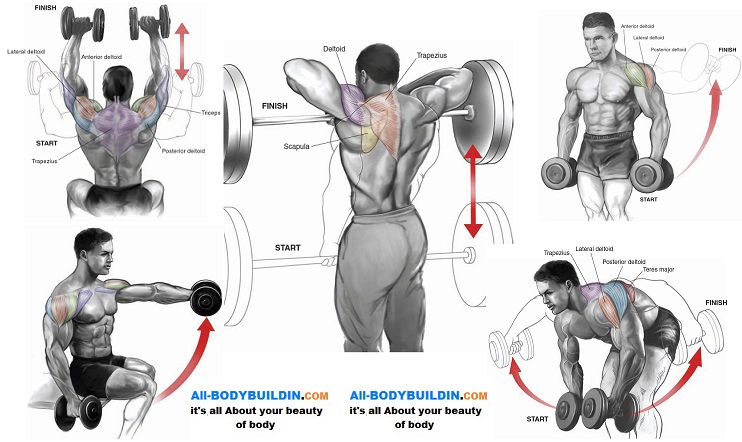 FINISH
Lateral deltoid
Anterior deltoid
Triceps
START
Trapezius
Posterior deltoid
Deltoid
Trapezius
FINISH
Scapula
START
Anterior deltoid
Lateral deltoid
Posterior deltoid
FINISH
START
Trapezius
Lateral deltoid
Posterior deltoid
Teres major
FINISH
START
All-BODYBUILDIN.COM
it's all About your beauty
of body
All-BODYBUILDIN.COM
it's all About your beauty
of body